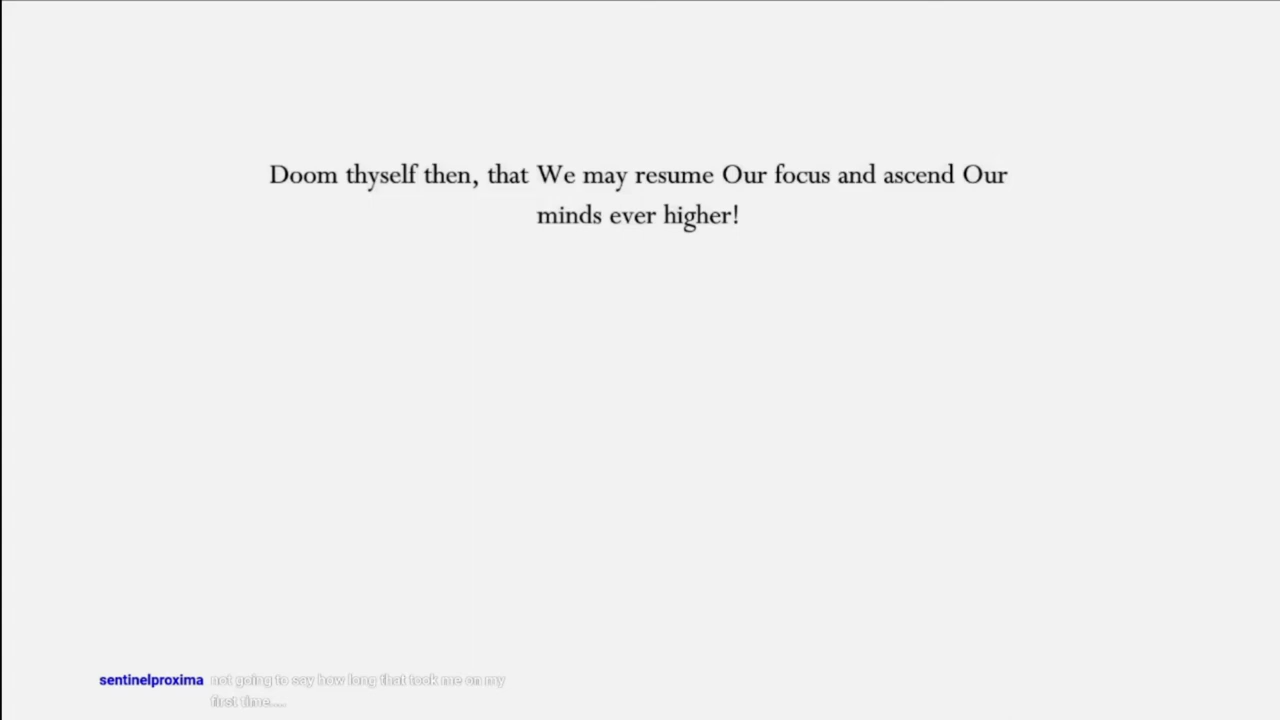 Doom thyself then, that We may resume Our focus and ascend Our
minds ever higher!
sentinelproxima not going to say how long that took me on my
first time....